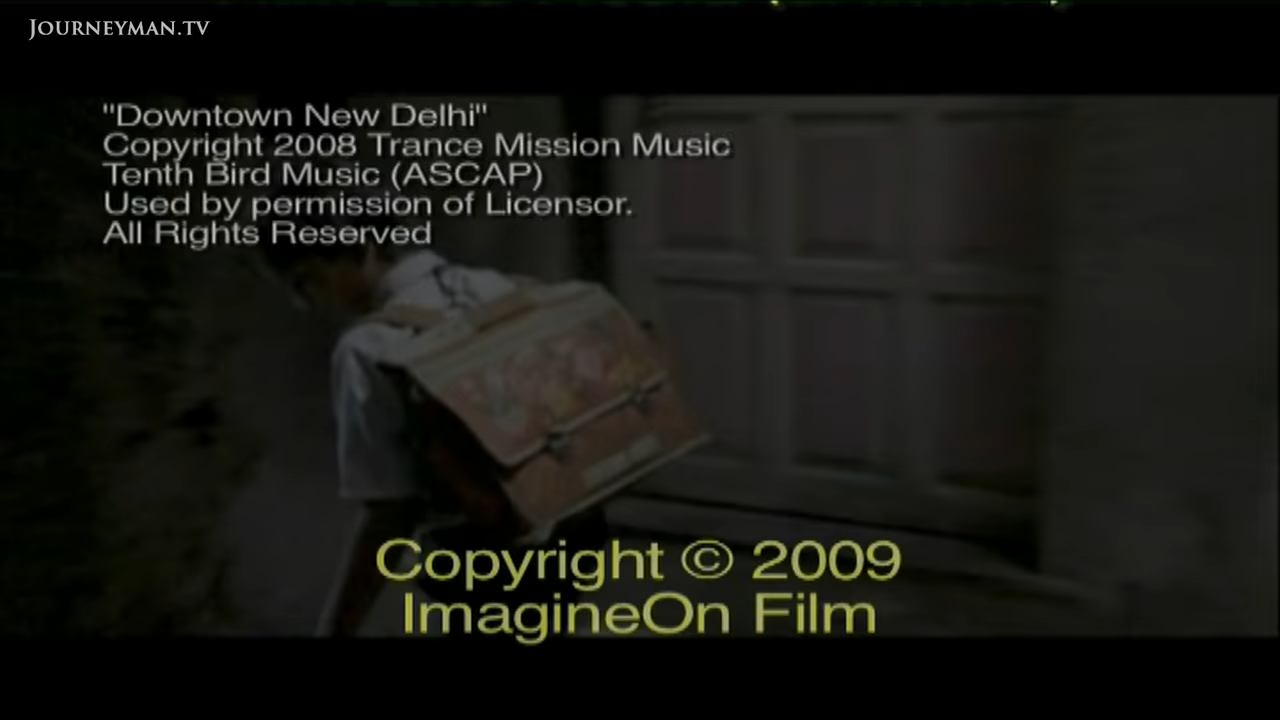 JOURNEYMAN.TV
"Downtown New Delhi"
Copyright 2008 Trance Mission Music
Tenth Bird Music (ASCAP)
Used by permission of Licensor.
All Rights Reserved
Copyright © 2009
ImagineOn Film